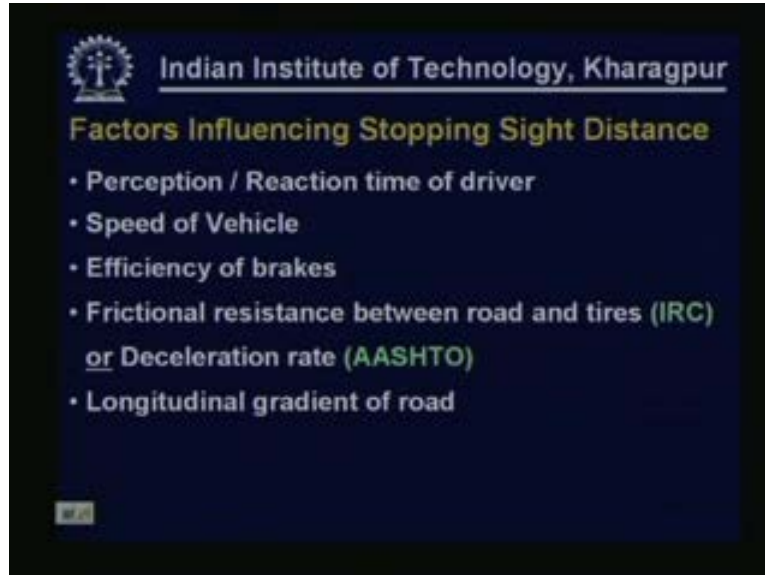 Indian Institute of Technology, Kharagpur
Factors Influencing Stopping Sight Distance
• Perception / Reaction time of driver
• Speed of Vehicle
• Efficiency of brakes
• Frictional resistance between road and tires (IRC)
or Deceleration rate (AASHTO)
• Longitudinal gradient of road